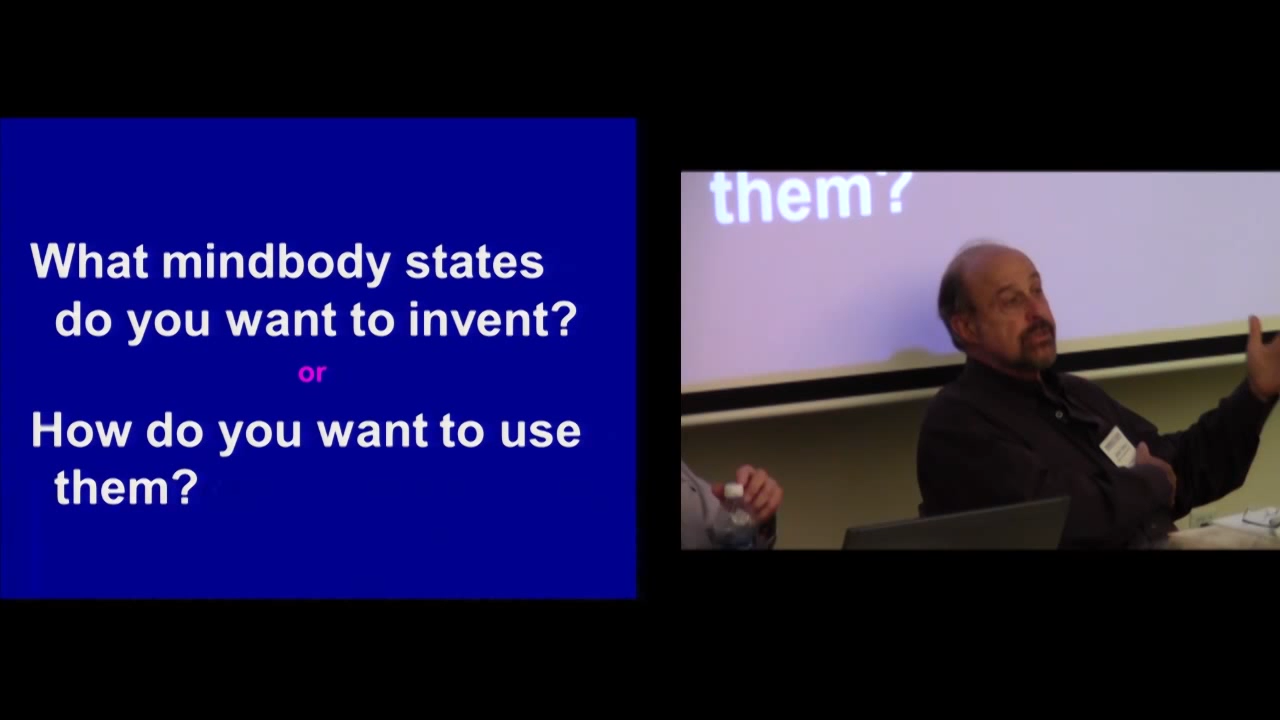 What mindbody states
do you want to invent?
or
How do you want to use
them?
them?